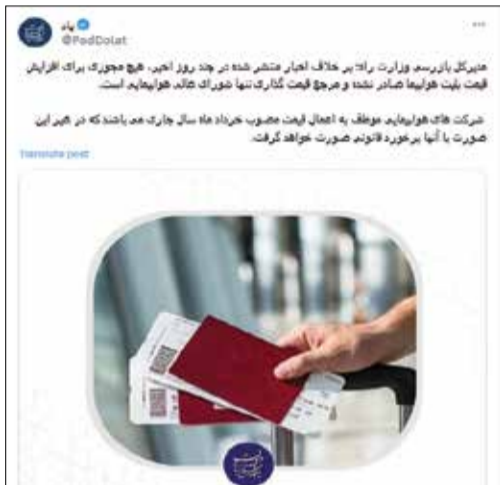 پاد
@PadDolat
مدیرکل بازرسی وزارت راه: بر خلاف اخبار منتشر شده در چند روز اخیر، هیچ مجوزی برای افزایش
قیمت بلیت هواپیما صادر نشده و مرجع قیمت گذاری تنها شورای عالی هواپیمایی است.
شرکت های هواپیمایی موظف به اعمال قیمت مصوب خرداد ماه سال جاری می باشند که در غیر این
صورت با آنها برخورد قانونی صورت خواهد گرفت.
Translate post